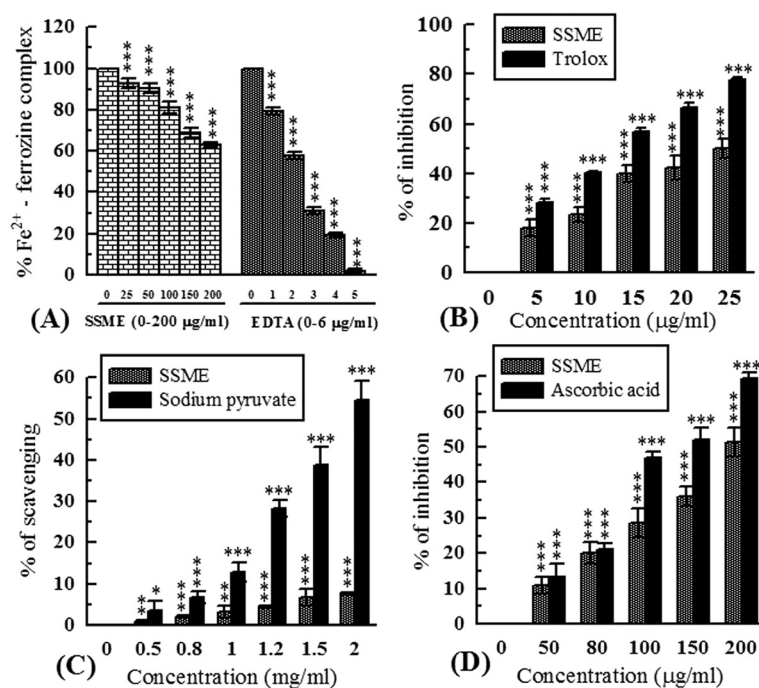 % Fe2+ - ferrozine complex
120
100
80
60
40
20
0
***
***
***
***
***
***
***
***
***
***
0 25 50 100 150 200
0 1 2 3 4 5
SSME (0-200 μg/ml)
EDTA (0-6 μg/ml)
(A)
% of inhibition
100
80
60
40
20
0
SSME
Trolox
***
***
***
***
***
***
***
***
***
***
0 5 10 15 20 25
Concentration (μg/ml)
(B)
% of scavenging
60
50
40
30
20
10
0
SSME
Sodium pyruvate
**
*
***
***
**
***
***
***
***
***
**
***
0 0.5 0.8 1 1.2 1.5 2
Concentration (mg/ml)
(C)
% of inhibition
70
60
50
40
30
20
10
0
SSME
Ascorbic acid
***
***
***
***
***
***
***
***
***
***
0 50 80 100 150 200
Concentration (μg/ml)
(D)